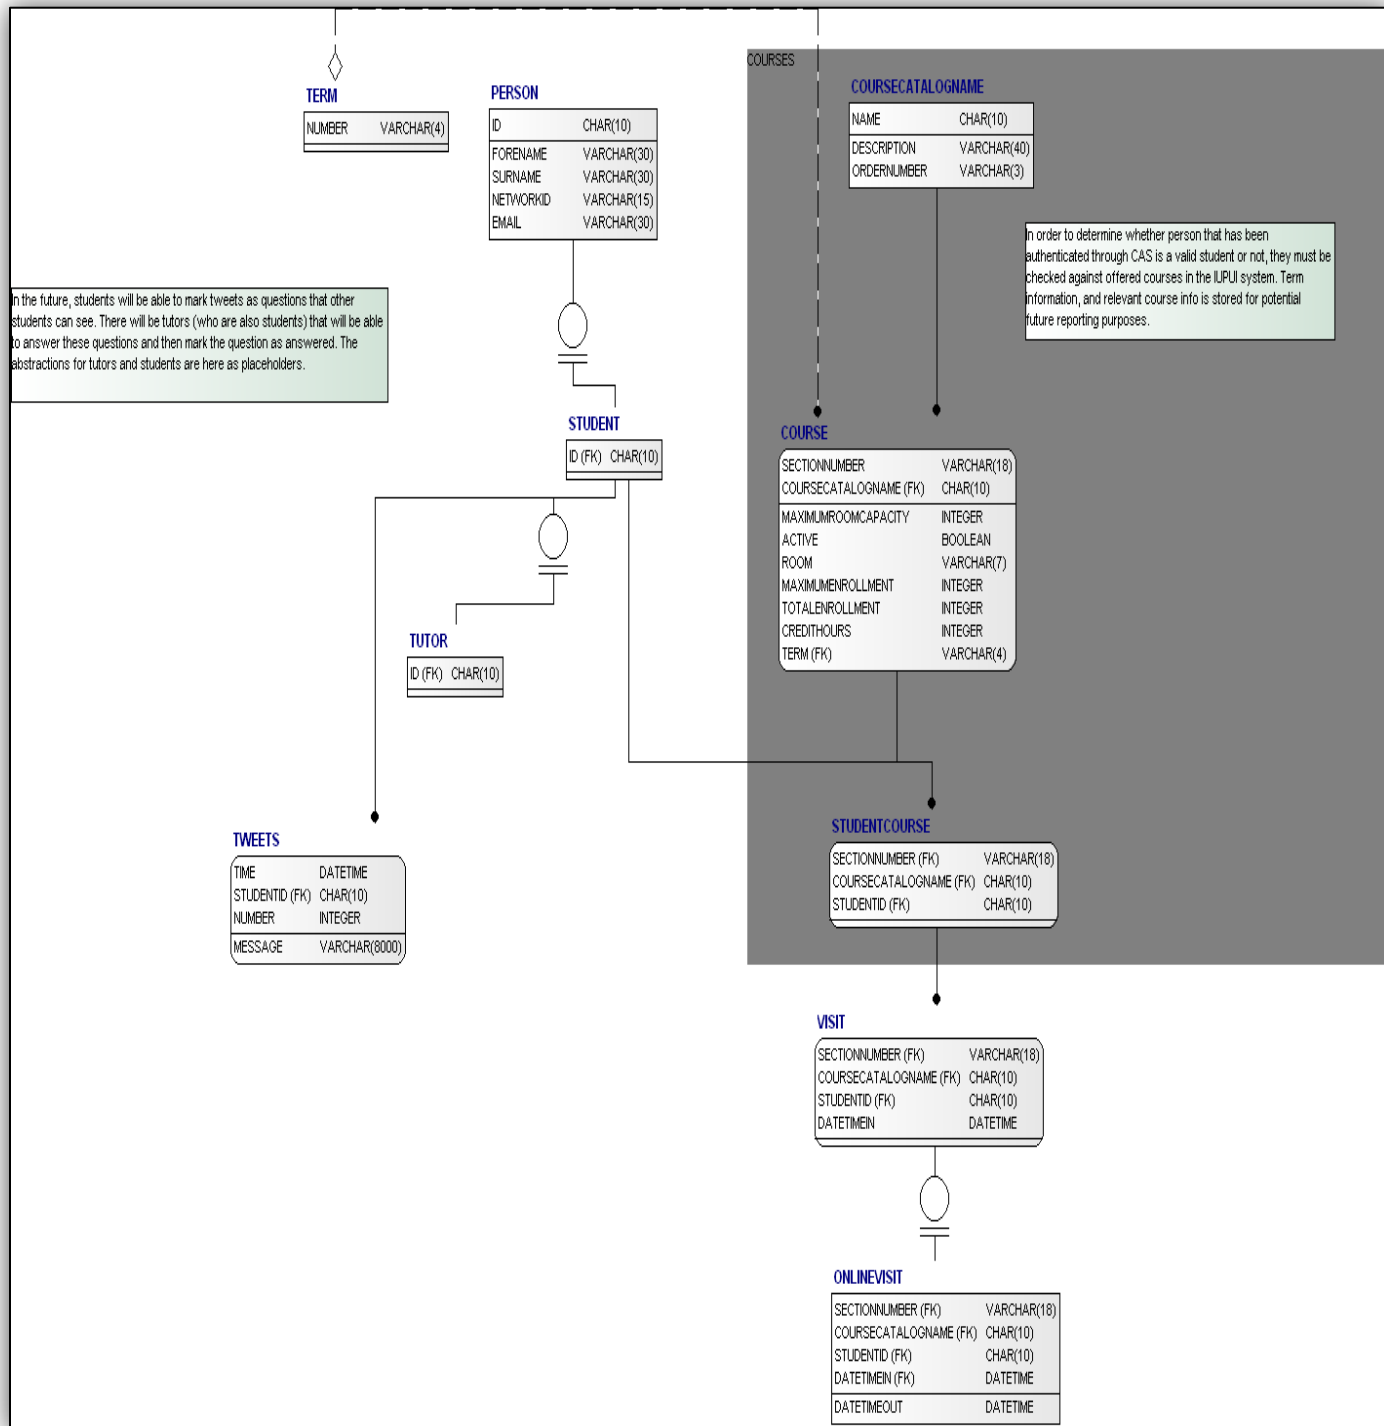 COURSES
TERM
NUMBER VARCHAR(4)
PERSON
ID CHAR(10)
FORENAME VARCHAR(30)
SURNAME VARCHAR(30)
NETWORKID VARCHAR(15)
EMAIL VARCHAR(30)
COURSECATALOGNAME
NAME CHAR(10)
DESCRIPTION VARCHAR(40)
ORDERNUMBER VARCHAR(3)
In order to determine whether person that has been
authenticated through CAS is a valid student or not, they must be
checked against offered courses in the IUPUI system. Term
information, and relevant course info is stored for potential
future reporting purposes.
In the future, students will be able to mark tweets as questions that other
students can see. There will be tutors (who are also students) that will be able
to answer these questions and then mark the question as answered. The
abstractions for tutors and students are here as placeholders.
STUDENT
ID (FK) CHAR(10)
COURSE
SECTIONNUMBER VARCHAR(18)
COURSECATALOGNAME (FK) CHAR(10)
MAXIMUMROOMCAPACITY INTEGER
ACTIVE BOOLEAN
ROOM VARCHAR(7)
MAXIMUMENROLLMENT INTEGER
TOTALENROLLMENT INTEGER
CREDITHOURS INTEGER
TERM (FK) VARCHAR(4)
TUTOR
ID (FK) CHAR(10)
TWEETS
TIME DATETIME
STUDENTID (FK) CHAR(10)
NUMBER INTEGER
MESSAGE VARCHAR(8000)
STUDENTCOURSE
SECTIONNUMBER (FK) VARCHAR(18)
COURSECATALOGNAME (FK) CHAR(10)
STUDENTID (FK) CHAR(10)
VISIT
SECTIONNUMBER (FK) VARCHAR(18)
COURSECATALOGNAME (FK) CHAR(10)
STUDENTID (FK) CHAR(10)
DATETIMEIN DATETIME
ONLINEVISIT
SECTIONNUMBER (FK) VARCHAR(18)
COURSECATALOGNAME (FK) CHAR(10)
STUDENTID (FK) CHAR(10)
DATETIMEIN (FK) DATETIME
DATETIMEOUT DATETIME